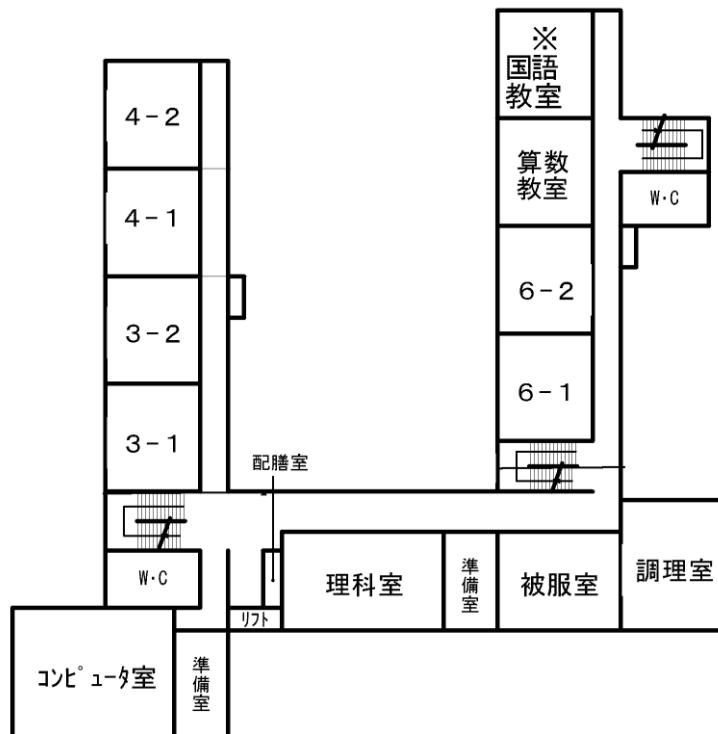 ※
国語
教室
4-2
算数
教室
W･C
4-1
6-2
3-2
6-1
3-1
配膳室
W･C
理科室
準
備
室
被服室
調理室
リフト
コンピュータ室
準
備
室